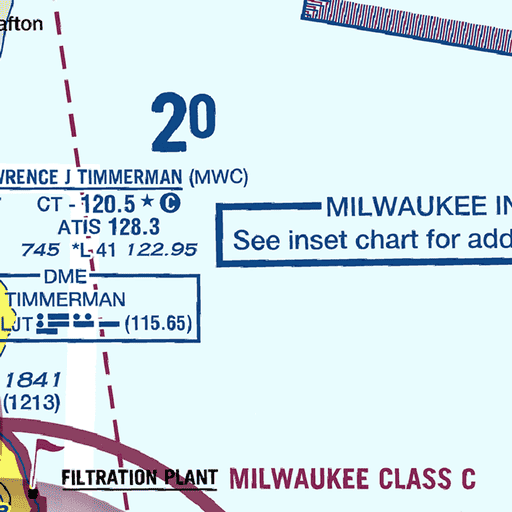 afton
20
WRENCE J TIMMERMAN (MWC)
CT - 120.5 ★ C
ATIS 128.3
745 *L 41 122.95
MILWAUKEE IN
See inset chart for add
DME
TIMMERMAN
LJT (115.65)
1841
(1213)
FILTRATION PLANT
MILWAUKEE CLASS C